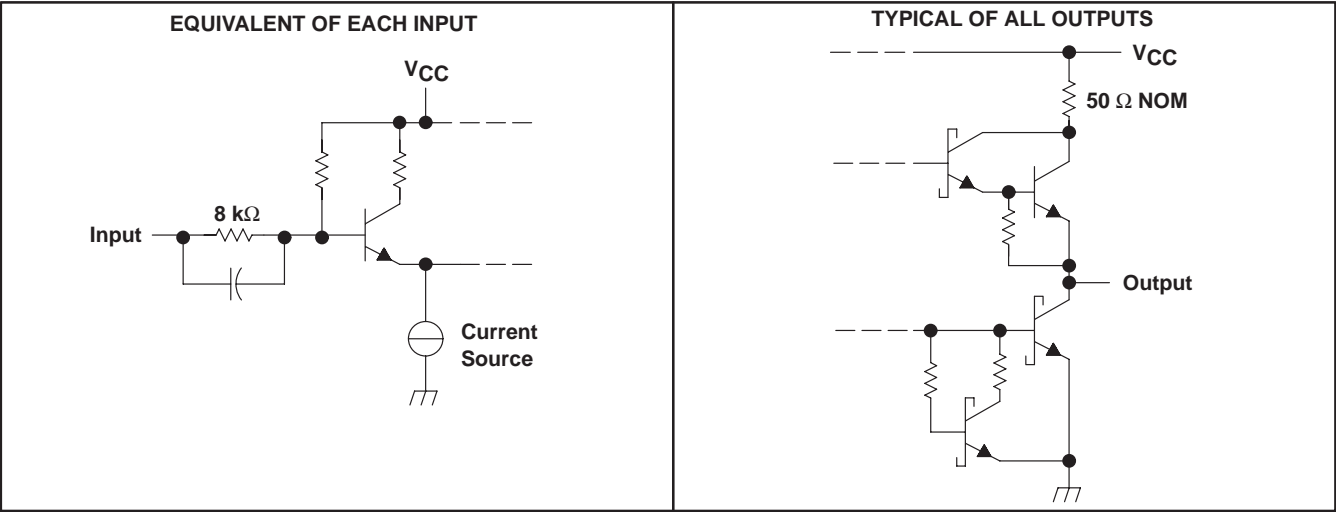 EQUIVALENT OF EACH INPUT
VCC
8 kΩ
Input
Current
Source
TYPICAL OF ALL OUTPUTS
VCC
50 Ω NOM
Output